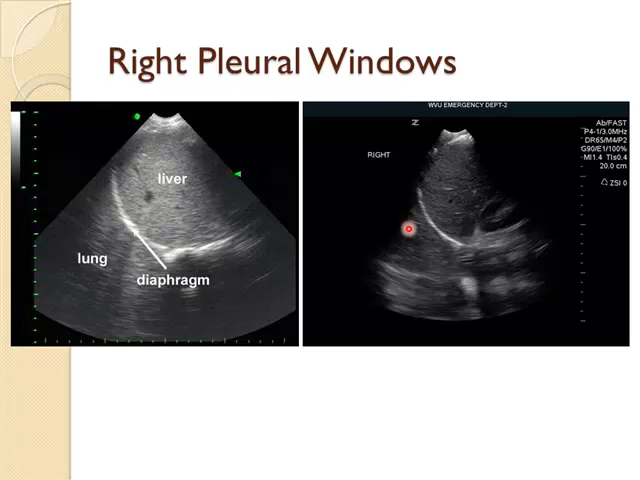 Right Pleural Windows
liver
lung
diaphragm
WVU EMERGENCY DEPT-2
RIGHT
Ab/FAST
P4-1/3.0MHz
DR65/M4/P2
G90/E1/100%
MI1.4 TIs0.4
20.0 cm
ZSI 0